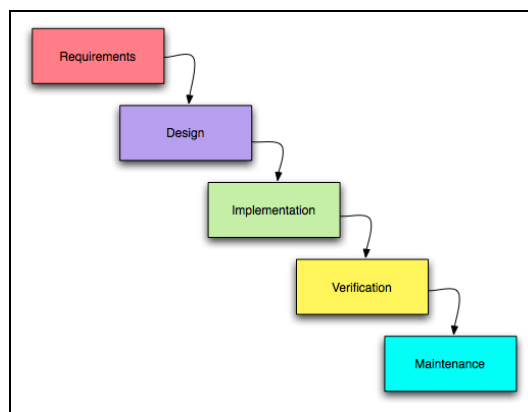 Requirements
Design
Implementation
Verification
Maintenance